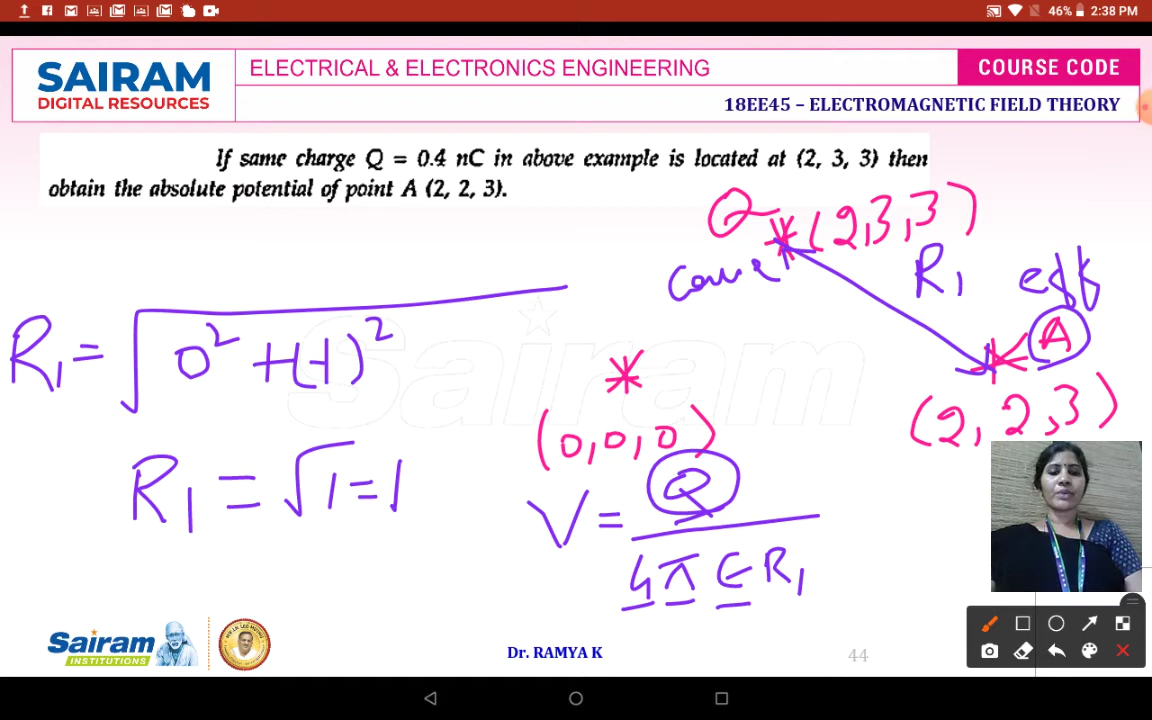 46% 2:38 PM
SAIRAM
DIGITAL RESOURCES
ELECTRICAL & ELECTRONICS ENGINEERING
COURSE CODE
18EE45 – ELECTROMAGNETIC FIELD THEORY
If same charge Q = 0.4 nC in above example is located at (2, 3, 3) then
obtain the absolute potential of point A (2, 2, 3).
Q (2,3,3)
cause
R1
A
(2, 2, 3)
R1 = √0² + (-1)²
(0,0,0)
R1 = √1 = 1
V = Q / 4π∈R1
Sairam
Sairam
INSTITUTIONS
Dr. RAMYA K
44